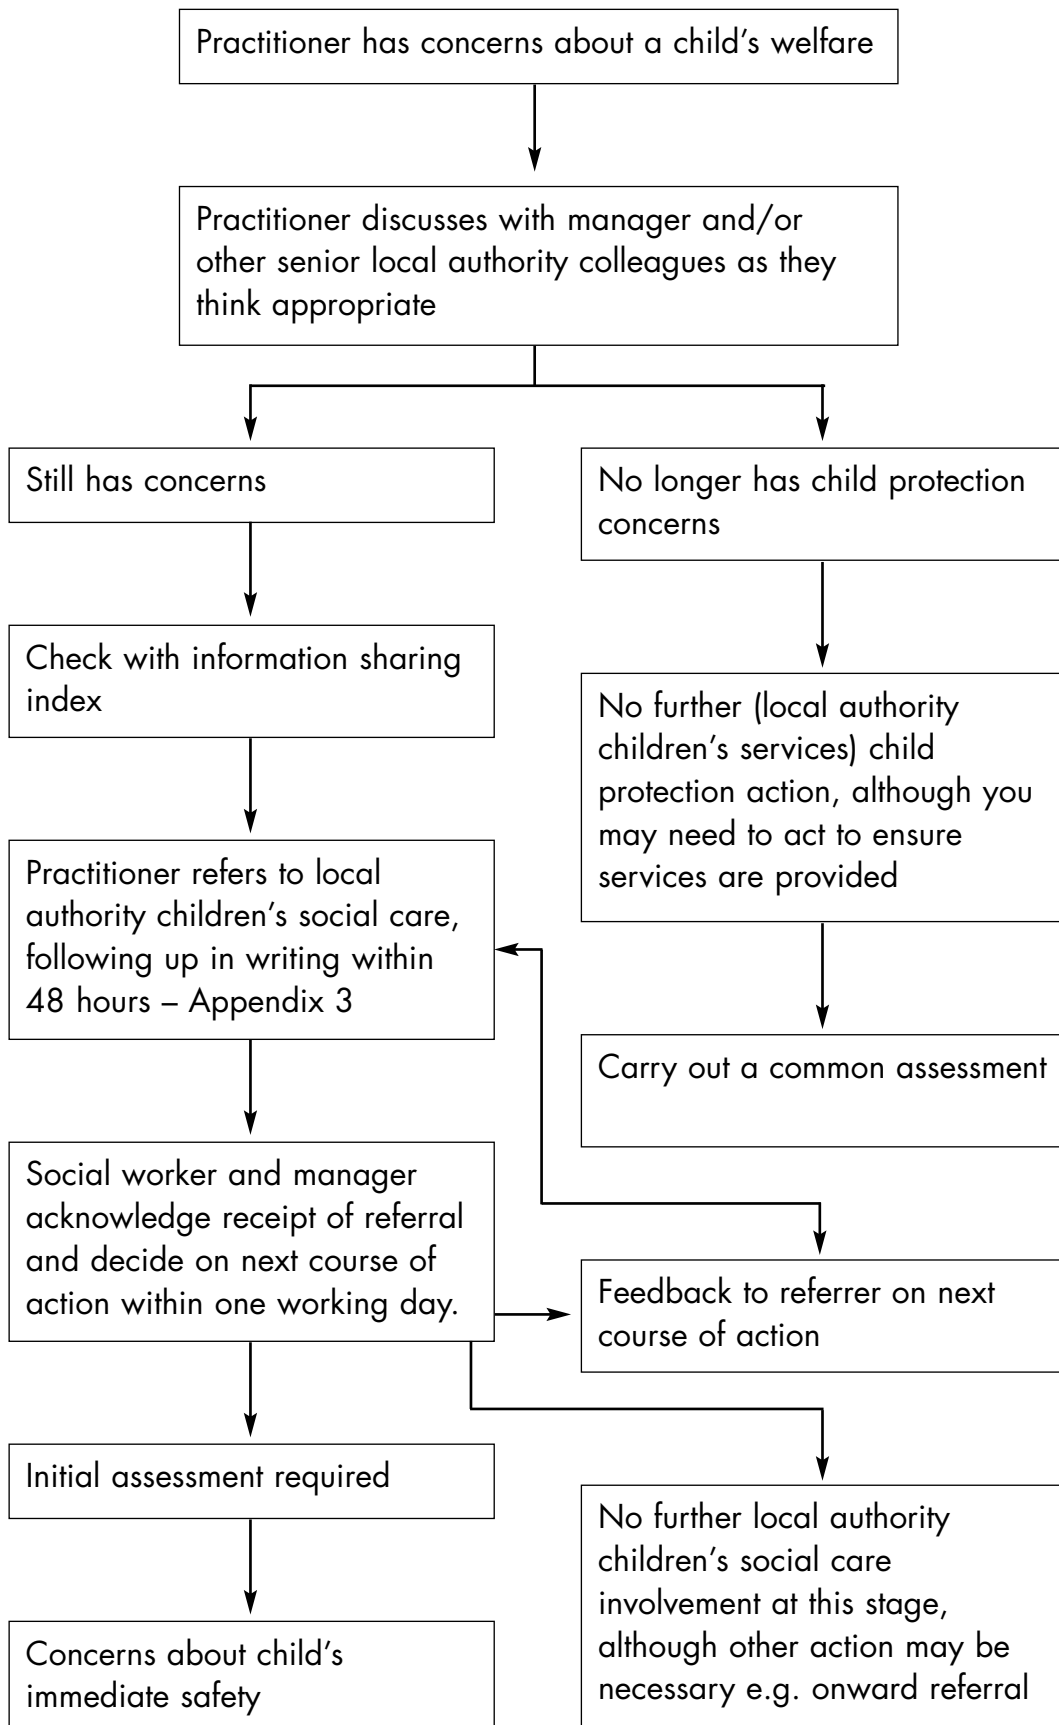 Practitioner has concerns about a child’s welfare
Practitioner discusses with manager and/or
other senior local authority colleagues as they
think appropriate
Still has concerns
No longer has child protection
concerns
Check with information sharing
index
No further (local authority
children’s services) child
protection action, although you
may need to act to ensure
services are provided
Practitioner refers to local
authority children’s social care,
following up in writing within
48 hours – Appendix 3
Carry out a common assessment
Social worker and manager
acknowledge receipt of referral
and decide on next course of
action within one working day.
Feedback to referrer on next
course of action
Initial assessment required
No further local authority
children’s social care
involvement at this stage,
although other action may be
necessary e.g. onward referral
Concerns about child’s
immediate safety